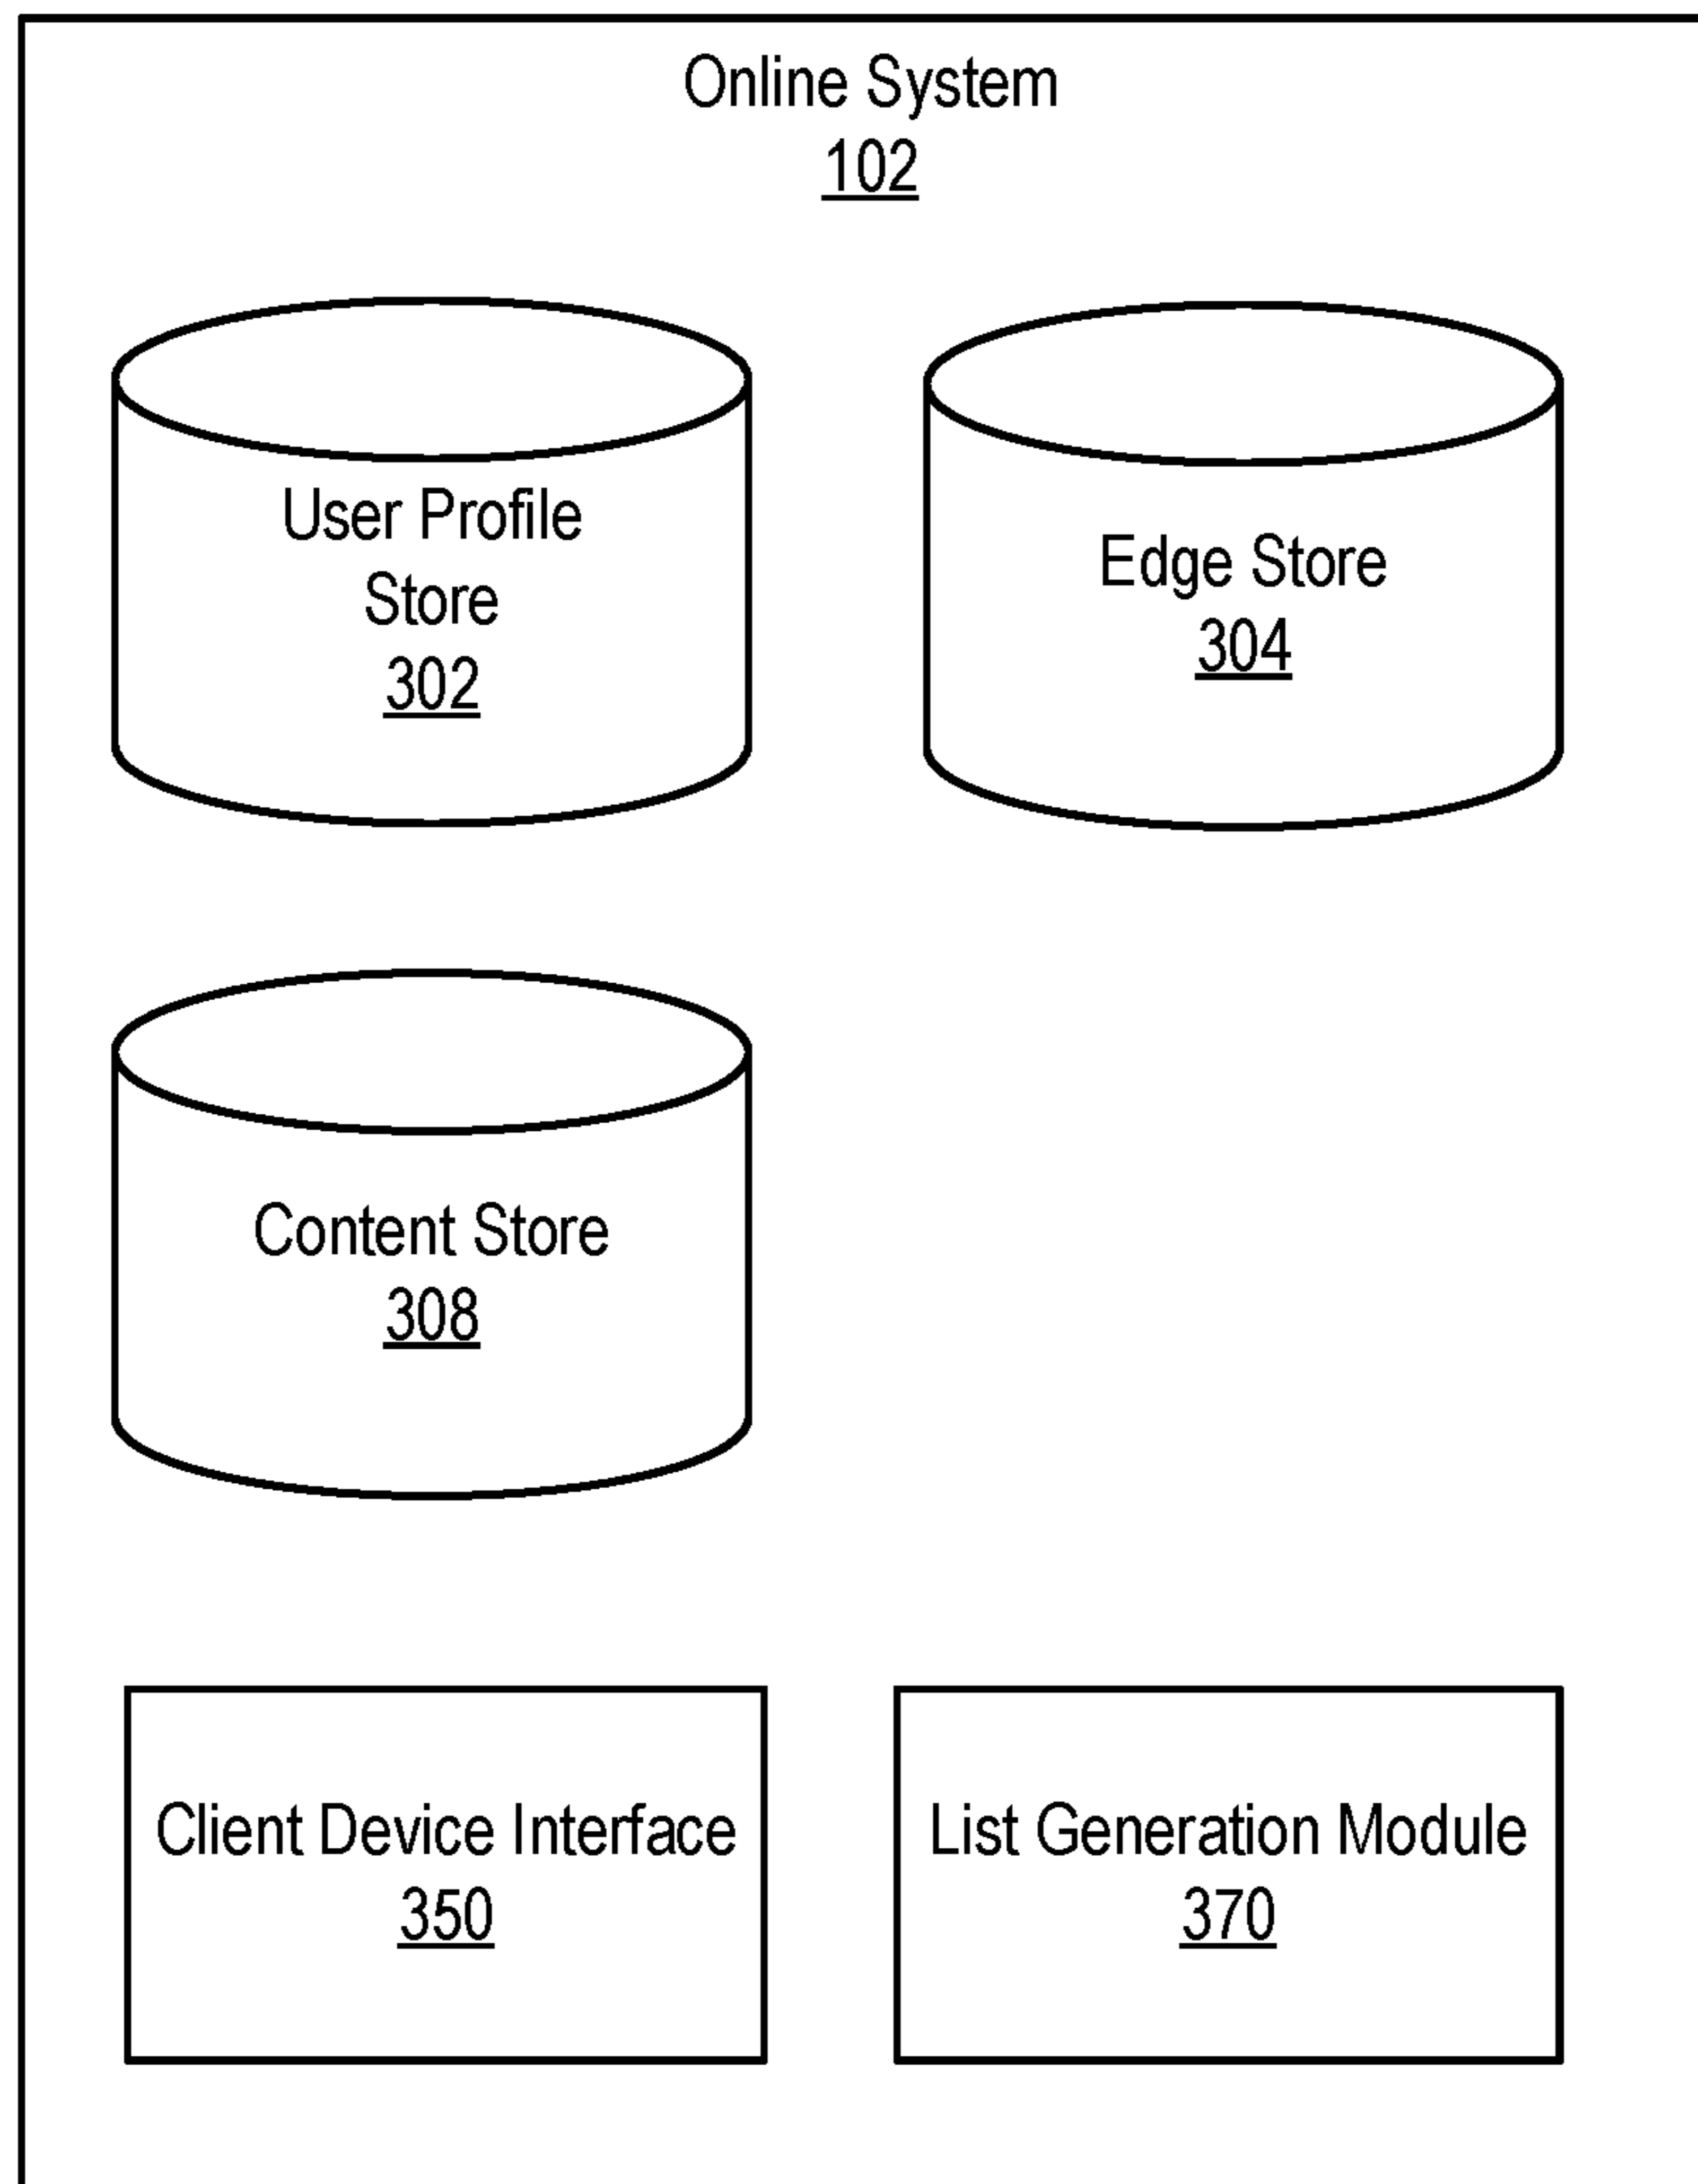 Online System
102
User Profile
Store
302
Edge Store
304
Content Store
308
Client Device Interface
350
List Generation Module
370